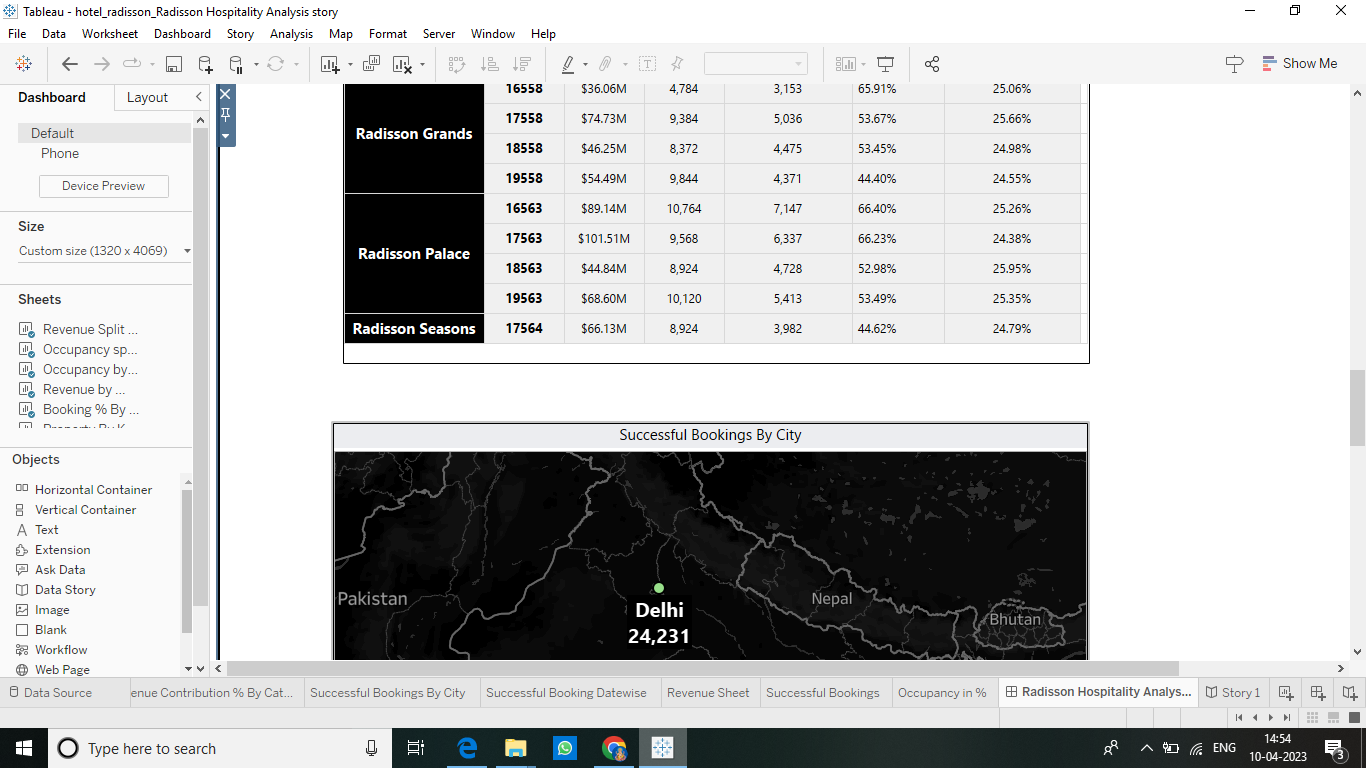 Tableau - hotel_radisson_Radisson Hospitality Analysis story
File Data Worksheet Dashboard Story Analysis Map Format Server Window Help
Show Me
Dashboard Layout
Default
Phone
Device Preview
Size
Custom size (1320 x 4069)
Sheets
Revenue Split ...
Occupancy sp...
Occupancy by...
Revenue by ...
Booking % By ...
Objects
Horizontal Container
Vertical Container
Text
Extension
Ask Data
Data Story
Image
Blank
Workflow
Web Page
16558 $36.06M 4,784 3,153 65.91% 25.06%
Radisson Grands
17558 $74.73M 9,384 5,036 53.67% 25.66%
18558 $46.25M 8,372 4,475 53.45% 24.98%
19558 $54.49M 9,844 4,371 44.40% 24.55%
Radisson Palace
16563 $89.14M 10,764 7,147 66.40% 25.26%
17563 $101.51M 9,568 6,337 66.23% 24.38%
18563 $44.84M 8,924 4,728 52.98% 25.95%
19563 $68.60M 10,120 5,413 53.49% 25.35%
Radisson Seasons 17564 $66.13M 8,924 3,982 44.62% 24.79%
Successful Bookings By City
Pakistan
Delhi
24,231
Nepal
Bhutan
Data Source enue Contribution % By Cat... Successful Bookings By City Successful Booking Datewise Revenue Sheet Successful Bookings Occupancy in % Radisson Hospitality Analys... Story 1
Type here to search
ENG
14:54
10-04-2023
3